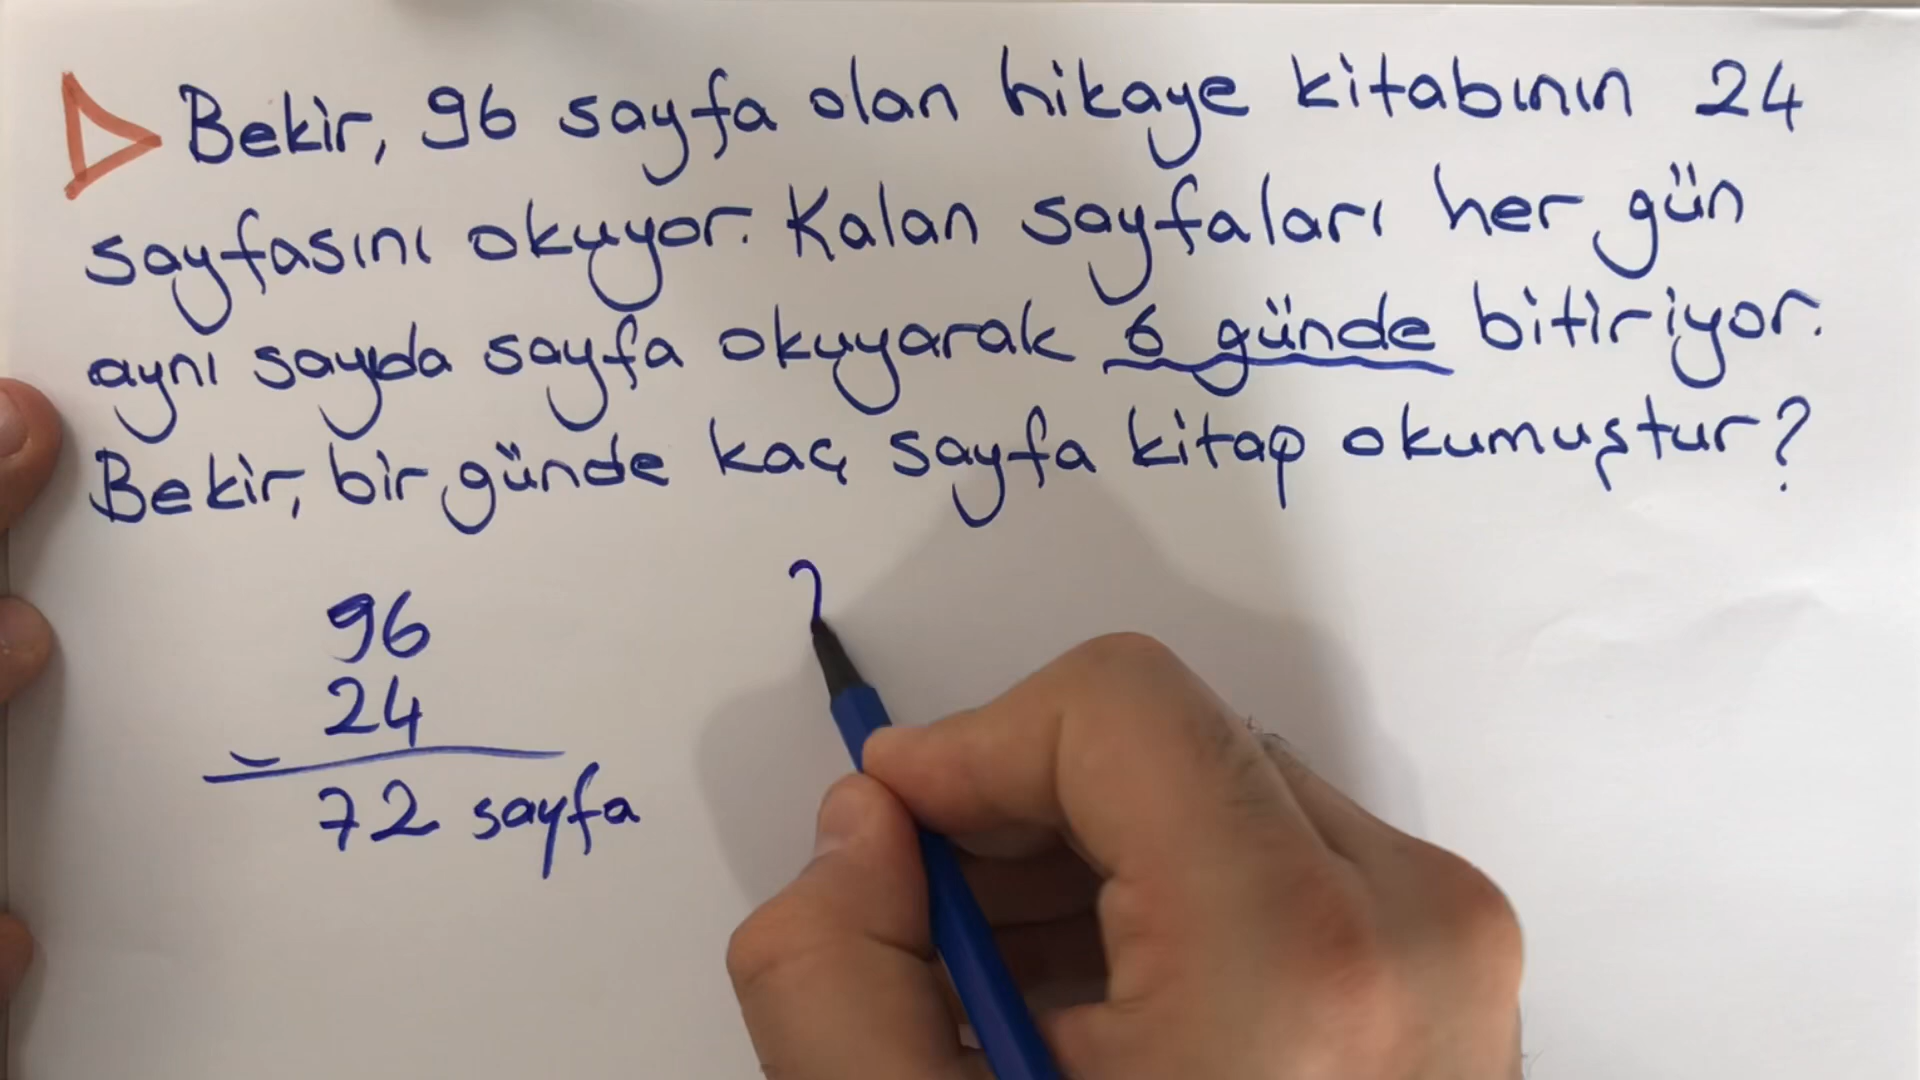 Bekir, 96 sayfa olan hikaye kitabının 24
sayfasını okuyor. Kalan sayfaları her gün
aynı sayıda sayfa okuyarak 6 günde bitiriyor.
Bekir, bir günde kaç sayfa kitap okumuştur?
96
24
-
72 sayfa